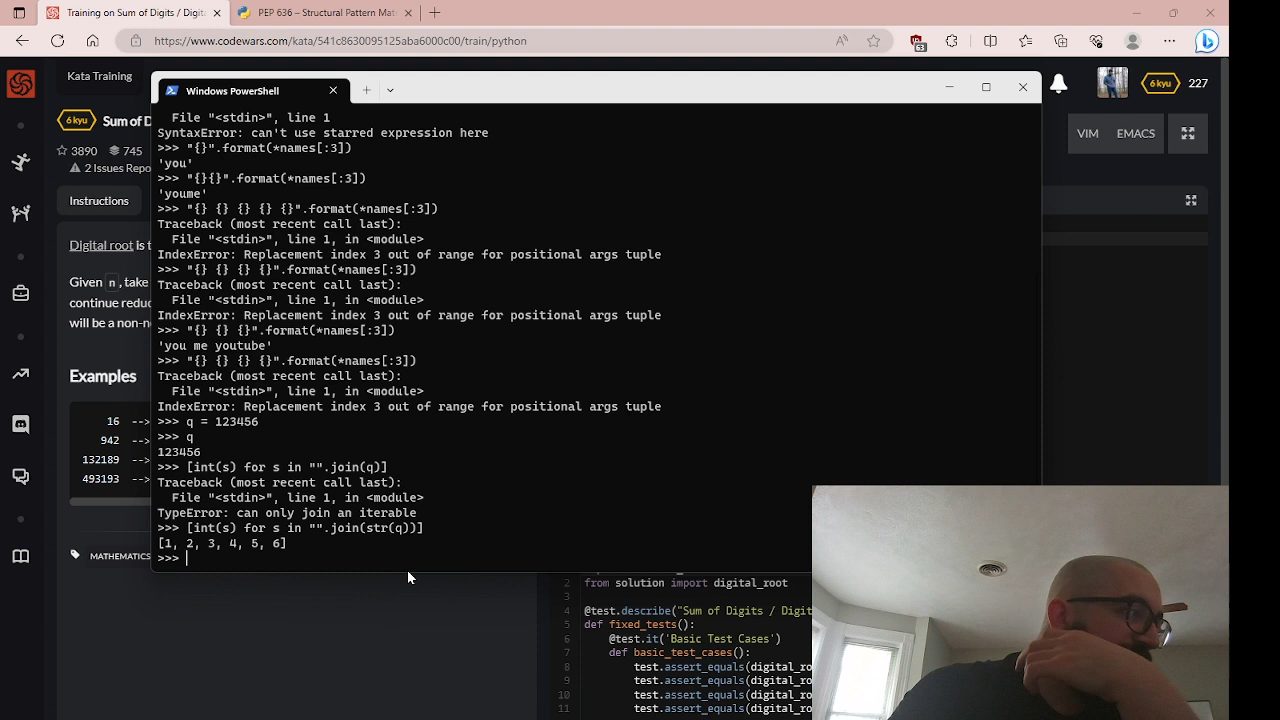 Training on Sum of Digits / Digit
PEP 636 – Structural Pattern Mat
https://www.codewars.com/kata/541c8630095125aba6000c00/train/python
63
Kata Training
6 kyu
227
6 kyu
Sum of D
3890
745
2 Issues Repo
VIM
EMACS
Instructions
Digital root is t
Given n, take
continue reduc
will be a non-n
Examples
16 -->
942 -->
132189 -->
493193 -->
MATHEMATICS
Windows PowerShell
File "<stdin>", line 1
SyntaxError: can't use starred expression here
>>> "{}".format(*names[:3])
'you'
>>> "{}{}".format(*names[:3])
'youme'
>>> "{} {} {} {} {}".format(*names[:3])
Traceback (most recent call last):
File "<stdin>", line 1, in <module>
IndexError: Replacement index 3 out of range for positional args tuple
>>> "{} {} {} {}".format(*names[:3])
Traceback (most recent call last):
File "<stdin>", line 1, in <module>
IndexError: Replacement index 3 out of range for positional args tuple
>>> "{} {} {}".format(*names[:3])
'you me youtube'
>>> "{} {} {} {}".format(*names[:3])
Traceback (most recent call last):
File "<stdin>", line 1, in <module>
IndexError: Replacement index 3 out of range for positional args tuple
>>> q = 123456
>>> q
123456
>>> [int(s) for s in "".join(q)]
Traceback (most recent call last):
File "<stdin>", line 1, in <module>
TypeError: can only join an iterable
>>> [int(s) for s in "".join(str(q))]
[1, 2, 3, 4, 5, 6]
>>>
2 from solution import digital_root
3
4 @test.describe("Sum of Digits / Digit
5 def fixed_tests():
6 @test.it('Basic Test Cases')
7 def basic_test_cases():
8 test.assert_equals(digital_ro
9 test.assert_equals(digital_ro
10 test.assert_equals(digital_ro
11 test.assert_equals(digital_ro